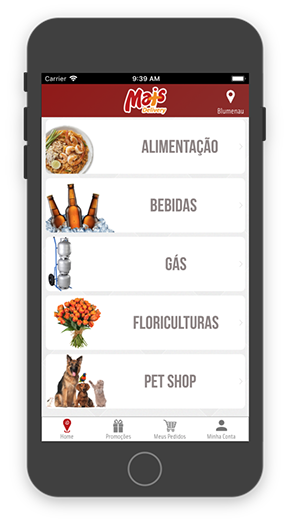 Carrier 9:39 AM
Mais
Delivery
Blumenau
ALIMENTAÇÃO
BEBIDAS
GÁS
FLORICULTURAS
PET SHOP
Home Promoções Meus Pedidos Minha Conta